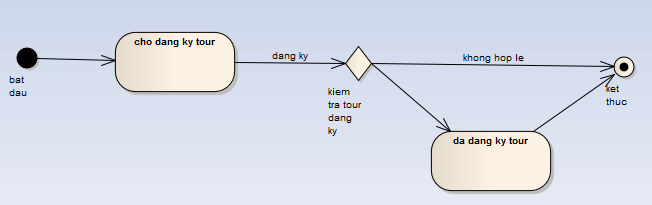 bat
dau
cho dang ky tour
dang ky
kiem
tra tour
dang
ky
khong hop le
da dang ky tour
ket
thuc